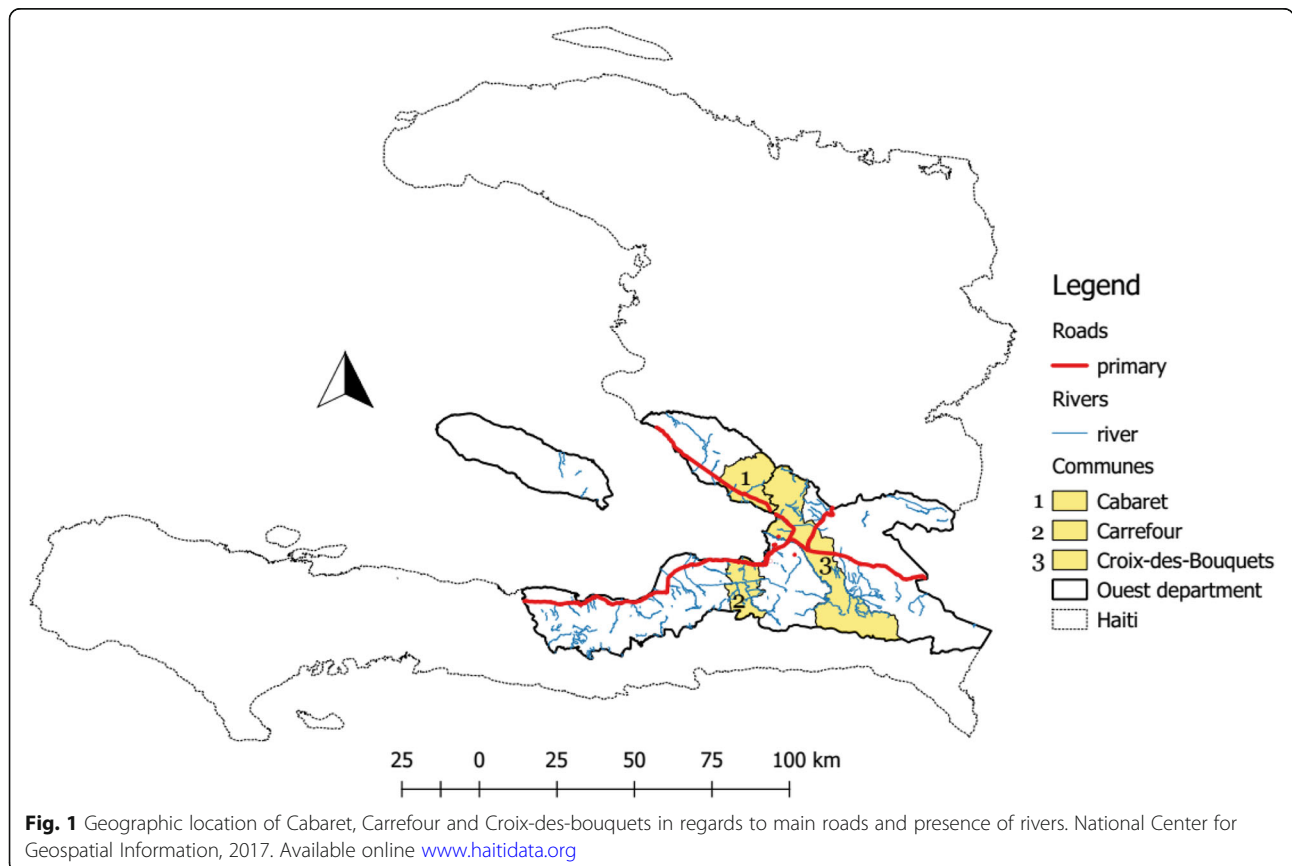 Legend
Roads
primary
Rivers
river
Communes
1 Cabaret
2 Carrefour
3 Croix-des-Bouquets
Ouest department
Haiti
1
3
2
25 0 25 50 75 100 km
Fig. 1 Geographic location of Cabaret, Carrefour and Croix-des-bouquets in regards to main roads and presence of rivers. National Center for
Geospatial Information, 2017. Available online www.haitidata.org